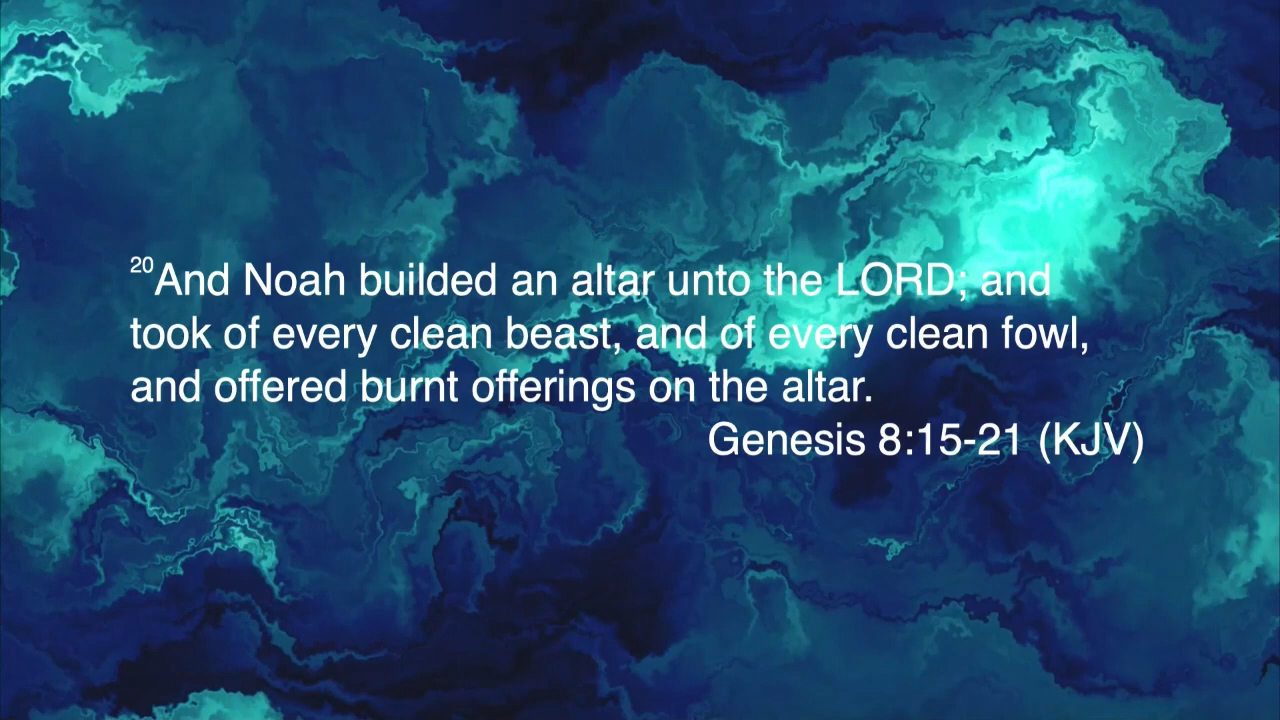 20And Noah builded an altar unto the LORD; and
took of every clean beast, and of every clean fowl,
and offered burnt offerings on the altar.
Genesis 8:15-21 (KJV)